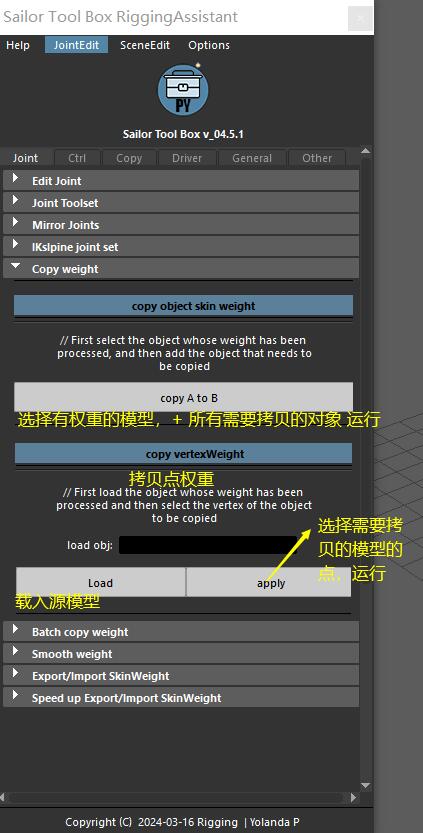 Sailor Tool Box RiggingAssistant
Help JointEdit SceneEdit Options
PY
Sailor Tool Box v_04.5.1
Joint Ctrl Copy Driver General Other
Edit Joint
Joint Toolset
Mirror Joints
IKslpine joint set
Copy weight
copy object skin weight
// First select the object whose weight has been
processed, and then add the object that needs to
be copied
copy A to B
选择有权重的模型，+ 所有需要拷贝的对象 运行
copy vertexWeight
拷贝点权重
// First load the object whose weight has been
processed and then select the vertex of the object
to be copied
load obj:
选择需要拷
贝的模型的
点，运行
Load apply
载入源模型
Batch copy weight
Smooth weight
Export/Import SkinWeight
Speed up Export/Import SkinWeight
Copyright (C) 2024-03-16 Rigging | Yolanda P